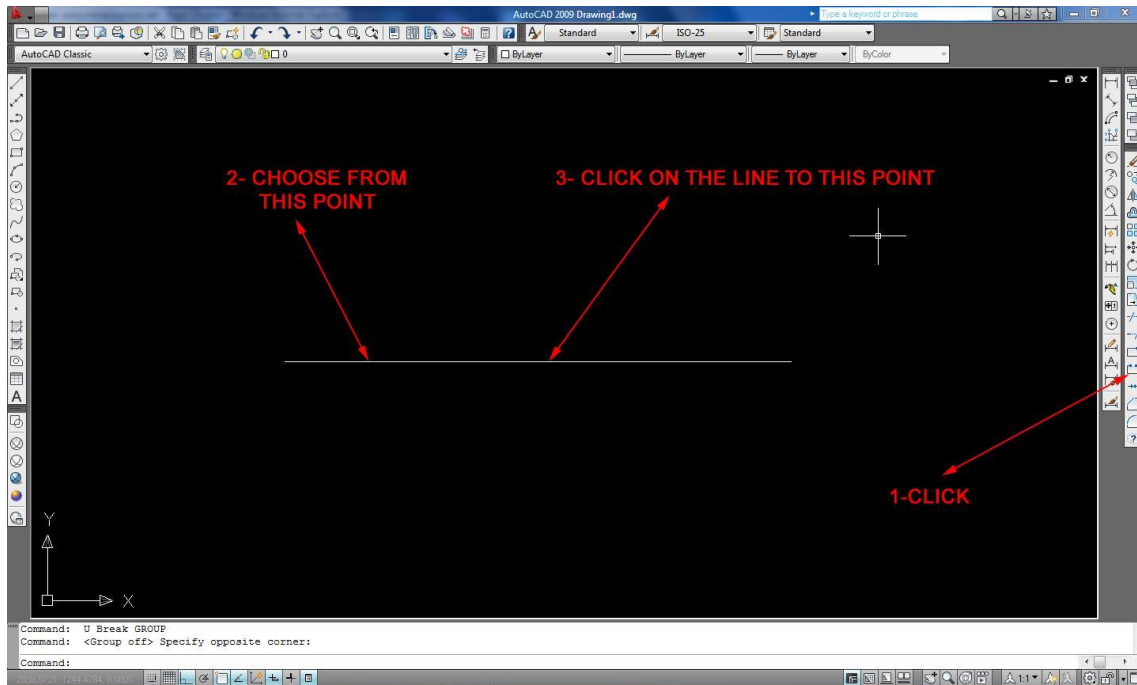 AutoCAD 2009 Drawing1.dwg
Type a keyword or phrase
Standard
ISO-25
Standard
AutoCAD Classic
0
ByLayer
ByLayer
ByLayer
ByColor
2- CHOOSE FROM
THIS POINT
3- CLICK ON THE LINE TO THIS POINT
1-CLICK
Y
X
A
Command: U Break GROUP
Command: <Group off> Specify opposite corner:
Command:
1:1